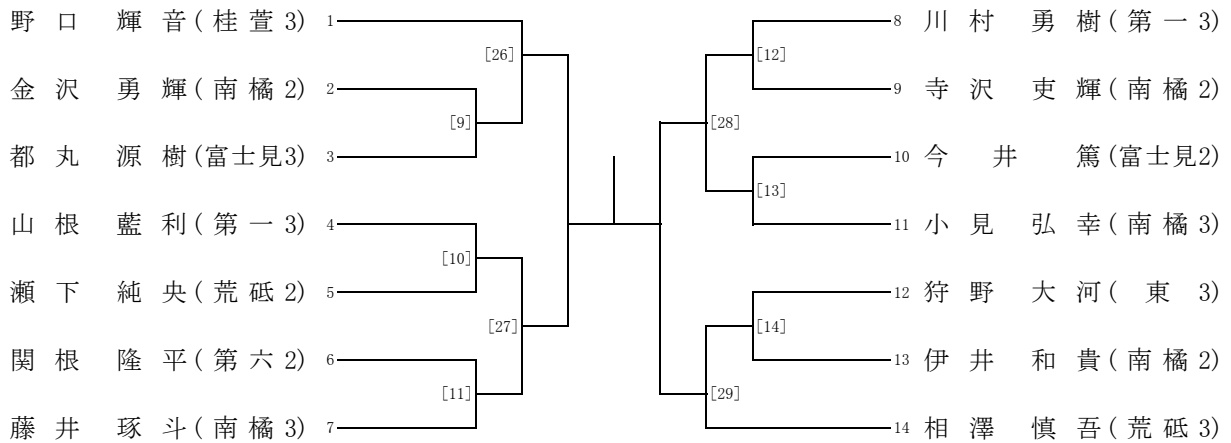 野口 輝音(桂萱3) 1
[26]
金沢 勇輝(南橘2) 2
[9]
都丸 源樹(富士見3) 3
山根 藍利(第一3) 4
[10]
瀬下 純央(荒砥2) 5
[27]
関根 隆平(第六2) 6
[11]
藤井 琢斗(南橘3) 7
8 川村 勇樹(第一3)
[12]
9 寺沢 吏輝(南橘2)
[28]
10 今井 篤(富士見2)
[13]
11 小見 弘幸(南橘3)
12 狩野 大河(東 3)
[14]
13 伊井 和貴(南橘2)
[29]
14 相澤 慎吾(荒砥3)